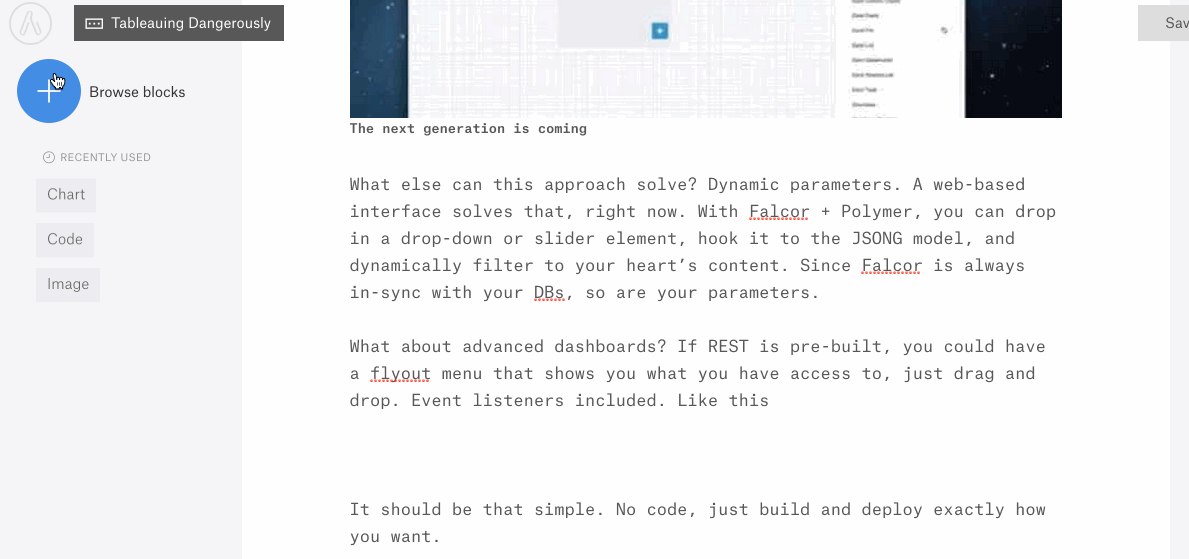 Tableauing Dangerously
Sav
Browse blocks
RECENTLY USED
Chart
Code
Image
The next generation is coming
What else can this approach solve? Dynamic parameters. A web-based
interface solves that, right now. With Falcor + Polymer, you can drop
in a drop-down or slider element, hook it to the JSONG model, and
dynamically filter to your heart’s content. Since Falcor is always
in-sync with your DBs, so are your parameters.
What about advanced dashboards? If REST is pre-built, you could have
a flyout menu that shows you what you have access to, just drag and
drop. Event listeners included. Like this
It should be that simple. No code, just build and deploy exactly how
you want.